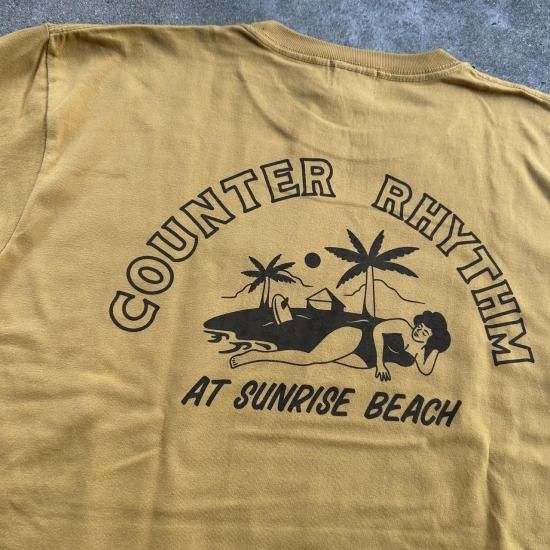 COUNTER RHYTHM
AT SUNRISE BEACH